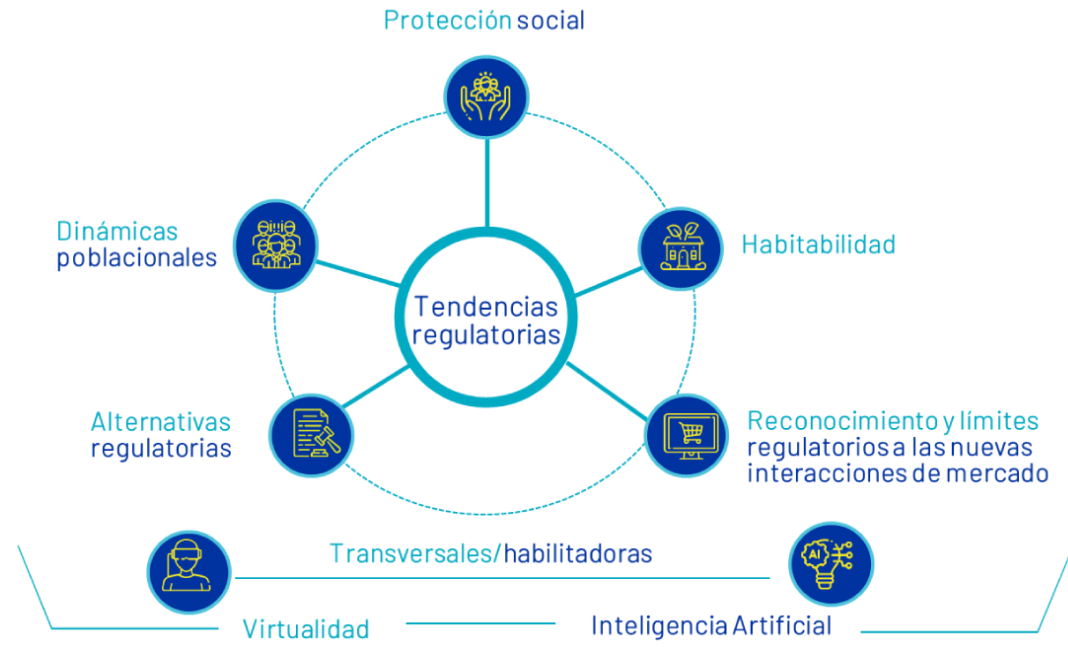 Protección social
Dinámicas
poblacionales
Habitabilidad
Tendencias
regulatorias
Alternativas
regulatorias
Reconocimiento y límites
regulatorios a las nuevas
interacciones de mercado
Transversales/habilitadoras
AI
Virtualidad
Inteligencia Artificial